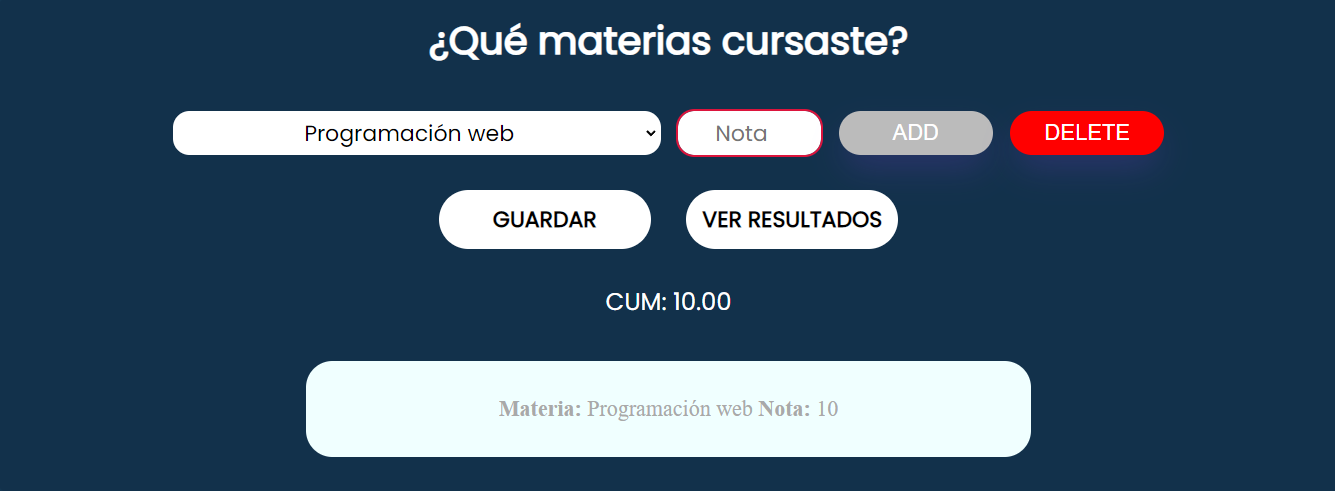 ¿Qué materias cursaste?
Programación web Nota ADD DELETE
GUARDAR VER RESULTADOS
CUM: 10.00
Materia: Programación web Nota: 10